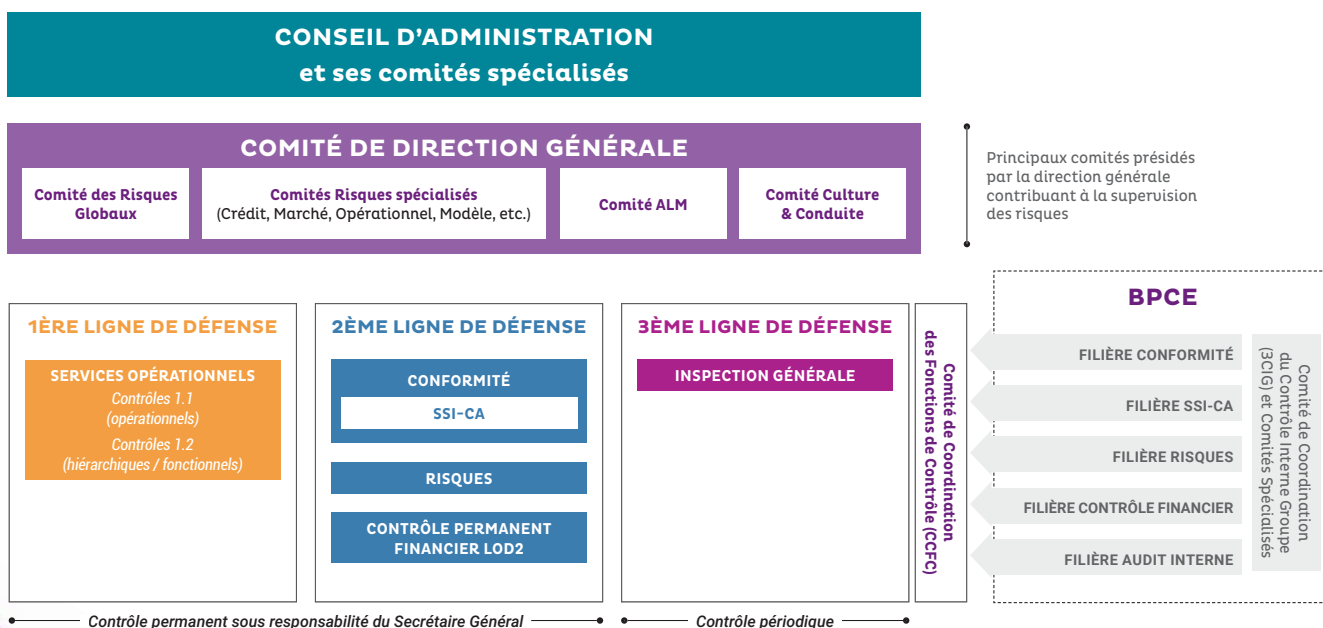 CONSEIL D'ADMINISTRATION
et ses comités spécialisés
COMITÉ DE DIRECTION GÉNÉRALE
Comité des Risques
Globaux
Comités Risques spécialisés
(Crédit, Marché, Opérationnel, Modèle, etc.)
Comité ALM
Comité Culture
& Conduite
Principaux comités présidés
par la direction générale
contribuant à la supervision
des risques
1ÈRE LIGNE DE DÉFENSE
SERVICES OPÉRATIONNELS
Contrôles 1.1
(opérationnels)
Contrôles 1.2
(hiérarchiques / fonctionnels)
2ÈME LIGNE DE DÉFENSE
CONFORMITÉ
SSI-CA
RISQUES
CONTRÔLE PERMANENT
FINANCIER LOD2
3ÈME LIGNE DE DÉFENSE
INSPECTION GÉNÉRALE
Comité de Coordination
des Fonctions de Contrôle (CCFC)
BPCE
FILIÈRE CONFORMITÉ
FILIÈRE SSI-CA
FILIÈRE RISQUES
FILIÈRE CONTRÔLE FINANCIER
FILIÈRE AUDIT INTERNE
Comité de Coordination
du Contrôle Interne Groupe
(3CIG) et Comités Spécialisés
Contrôle permanent sous responsabilité du Secrétaire Général
Contrôle périodique